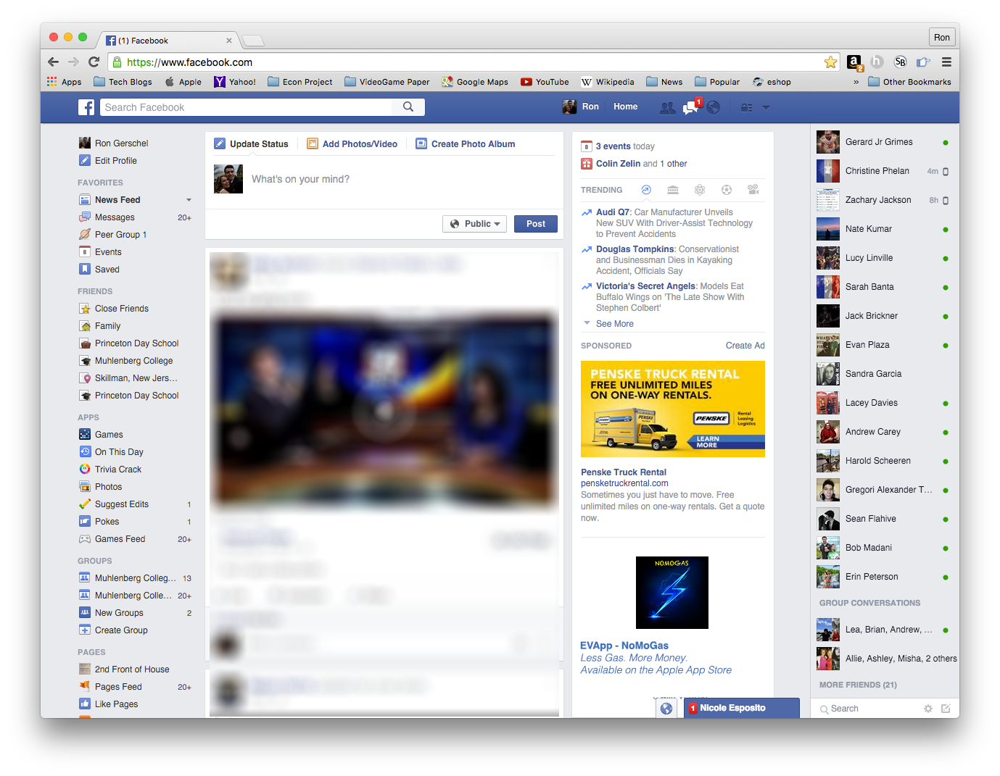 (1) Facebook
Ron
https://www.facebook.com
Apps
Tech Blogs
Apple
Yahoo!
Econ Project
VideoGame Paper
Google Maps
YouTube
Wikipedia
News
Popular
eshop
»
Other Bookmarks
Search Facebook
Ron
Home
1
Ron Gerschel
Edit Profile
FAVORITES
News Feed
Messages 20+
Peer Group 1
Events
Saved
FRIENDS
Close Friends
Family
Princeton Day School
Muhlenberg College
Skillman, New Jers...
Princeton Day School
APPS
Games
On This Day
Trivia Crack
Photos
Suggest Edits 1
Pokes 1
Games Feed 20+
GROUPS
Muhlenberg Colleg... 13
Muhlenberg Colle... 20+
New Groups 2
Create Group
PAGES
2nd Front of House
Pages Feed 20+
Like Pages
Update Status
Add Photos/Video
Create Photo Album
What's on your mind?
Public
Post
8 3 events today
Colin Zelin and 1 other
TRENDING
Audi Q7: Car Manufacturer Unveils
New SUV With Driver-Assist Technology
to Prevent Accidents
Douglas Tompkins: Conservationist
and Businessman Dies in Kayaking
Accident, Officials Say
Victoria's Secret Angels: Models Eat
Buffalo Wings on 'The Late Show With
Stephen Colbert'
See More
SPONSORED
Create Ad
PENSKE TRUCK RENTAL
FREE UNLIMITED MILES
ON ONE-WAY RENTALS.
PENSKE
PENSKE
Rental
Leasing
Logistics
LEARN
MORE
Penske Truck Rental
pensketruckrental.com
Sometimes you just have to move. Free
unlimited miles on one-way rentals. Get a quote
now.
NOMOGAS
EVApp - NoMoGas
Less Gas. More Money.
Available on the Apple App Store
1 Nicole Esposito
Gerard Jr Grimes
Christine Phelan 4m
Zachary Jackson 8h
Nate Kumar
Lucy Linville
Sarah Banta
Jack Brickner
Evan Plaza
Sandra Garcia
Lacey Davies
Andrew Carey
Harold Scheeren
Gregori Alexander T...
Sean Flahive
Bob Madani
Erin Peterson
GROUP CONVERSATIONS
Lea, Brian, Andrew, ...
Allie, Ashley, Misha, 2 others
MORE FRIENDS (21)
Search